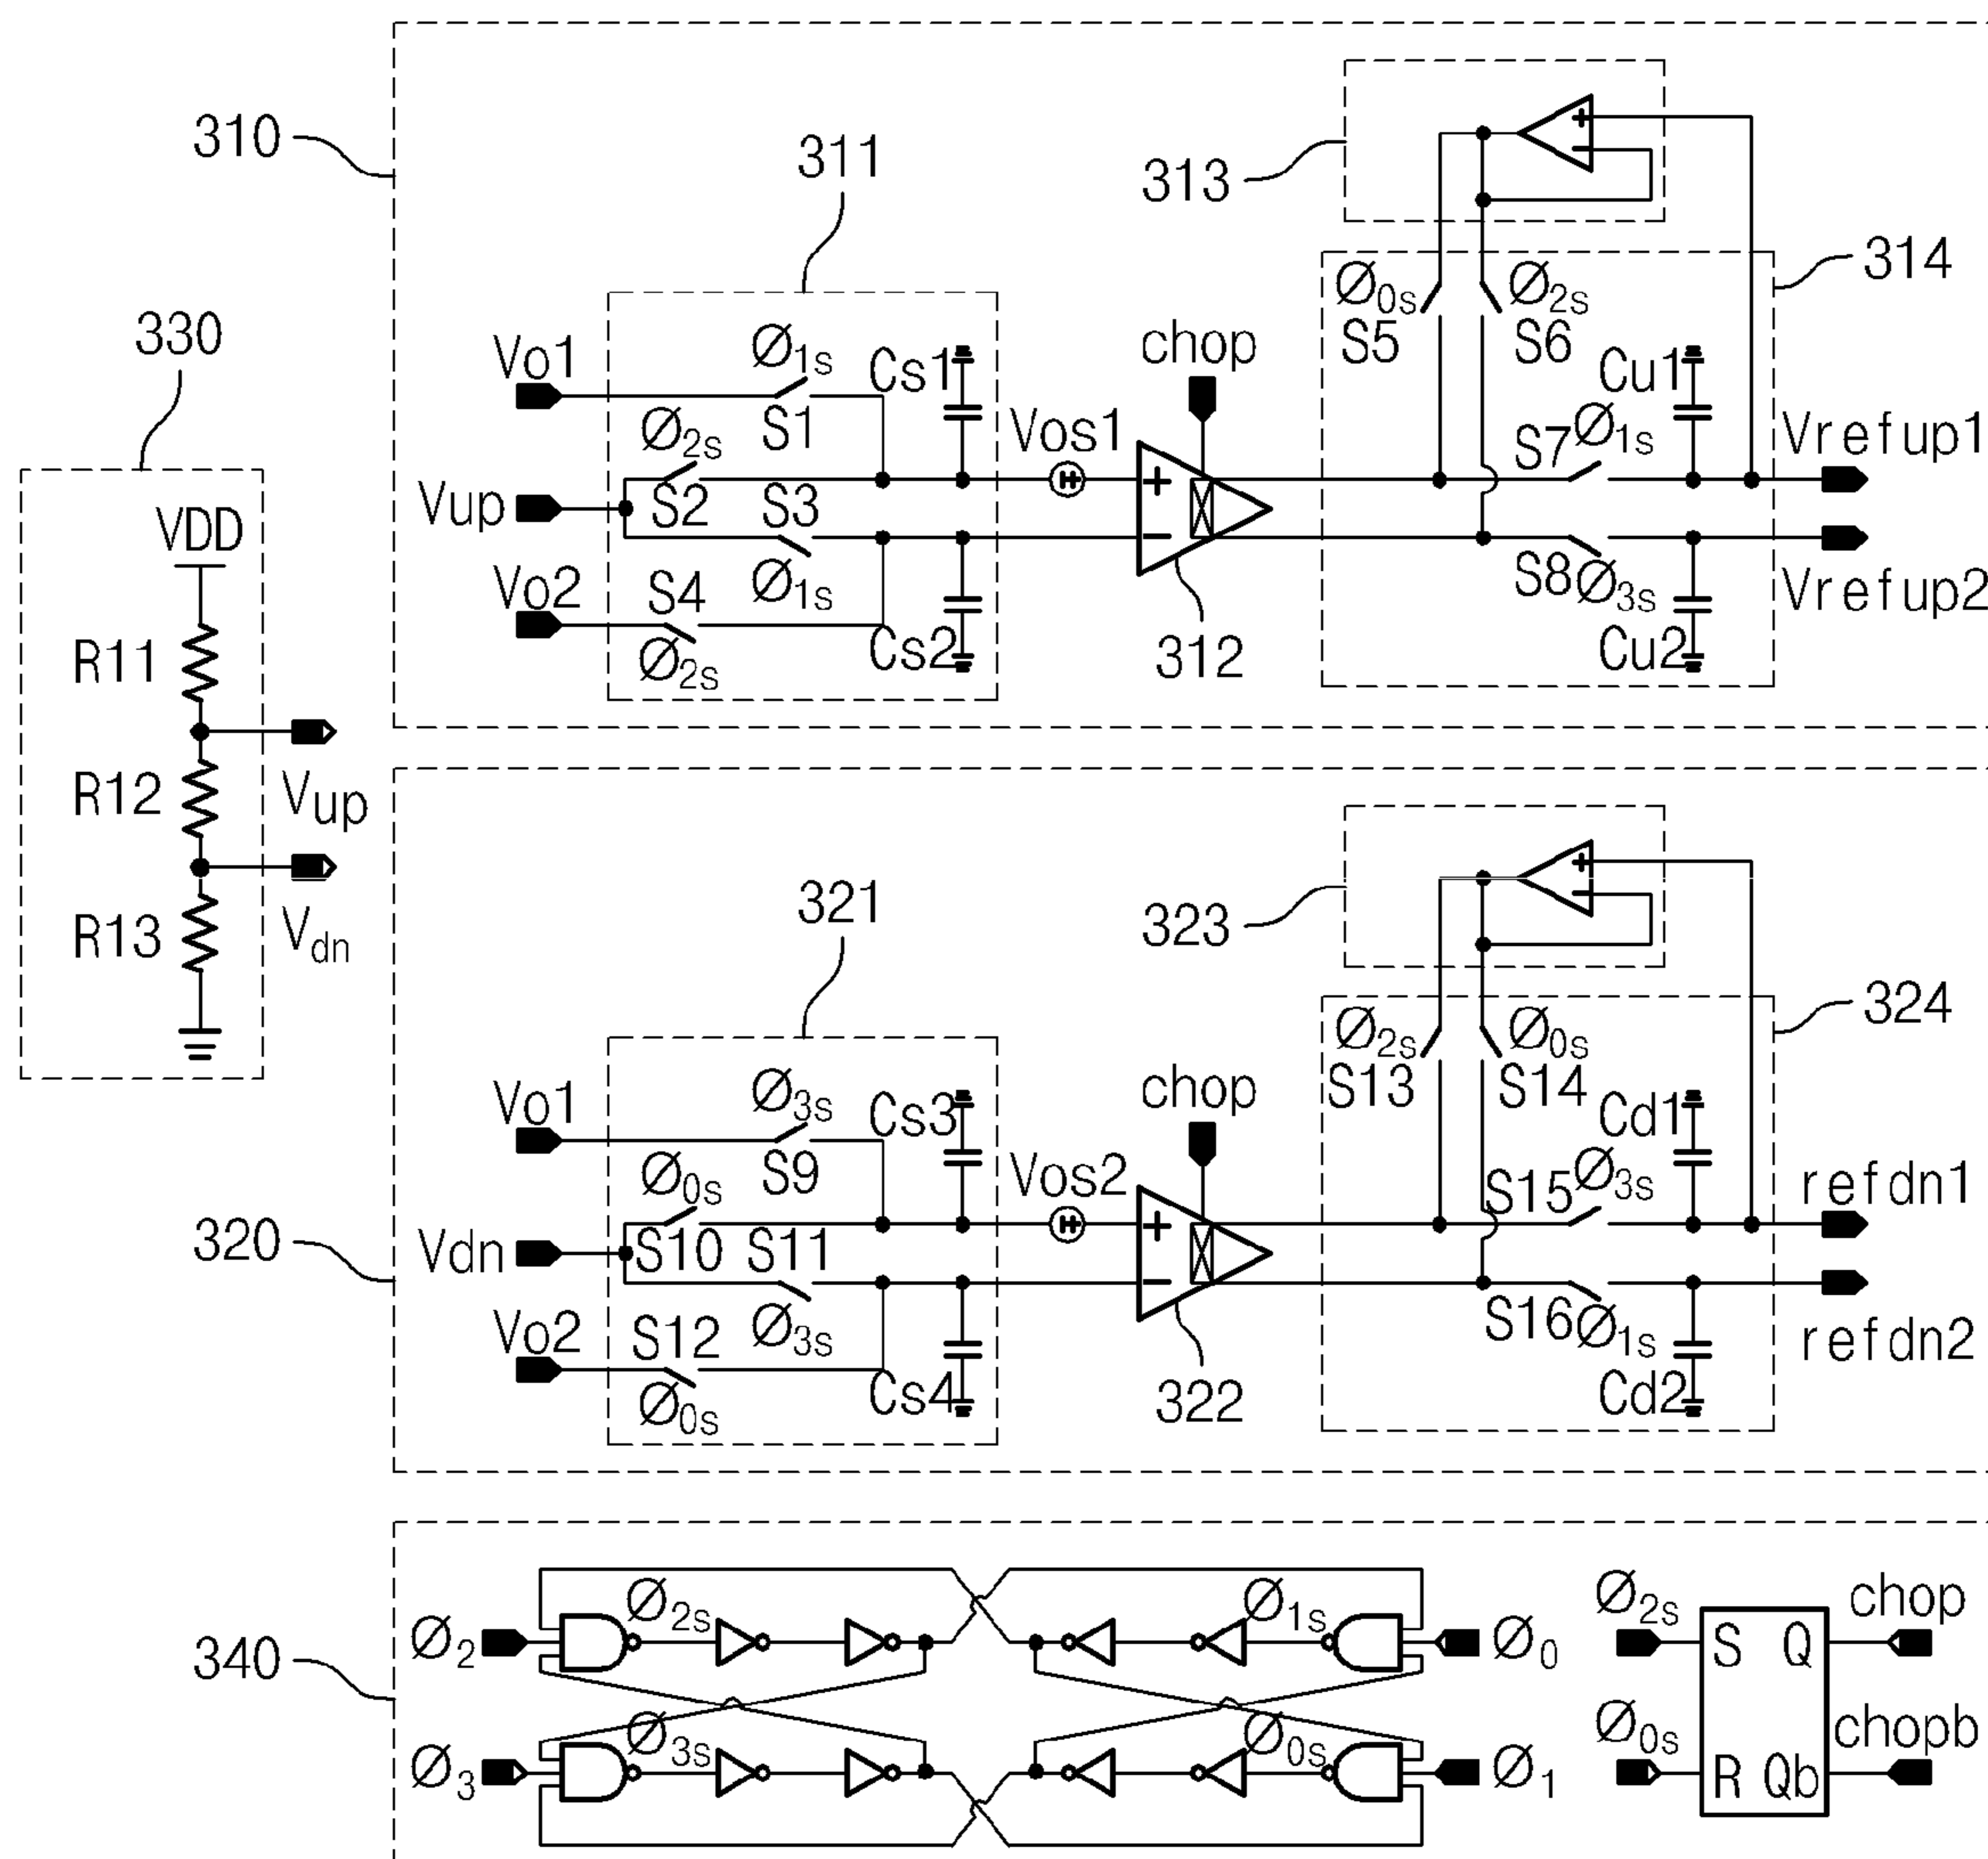 310
311
313
314
Ø0s
Ø2s
S5
S6
330
Vo1
Ø1s
Cs1
chop
Cu1
Ø2s
S1
Vos1
S7
Ø1s
Vrefup1
Vup
S2
S3
+
−
+
−
VDD
Vo2
S4
Ø1s
S8
Ø3s
Vrefup2
Ø2s
Cs2
312
Cu2
R11
R12
Vup
R13
Vdn
320
321
323
324
+
−
Ø2s
Ø0s
S13
S14
Vo1
Ø3s
Cs3
chop
Cd1
Ø0s
S9
Vos2
S15
Ø3s
refdn1
Vdn
S10
S11
+
−
Vo2
S12
Ø3s
S16
Ø1s
refdn2
Ø0s
Cs4
322
Cd2
340
Ø2
Ø2s
Ø1s
Ø0
Ø2s
S
Q
chop
Ø3
Ø3s
Ø0s
Ø1
Ø0s
R
Qb
chopb